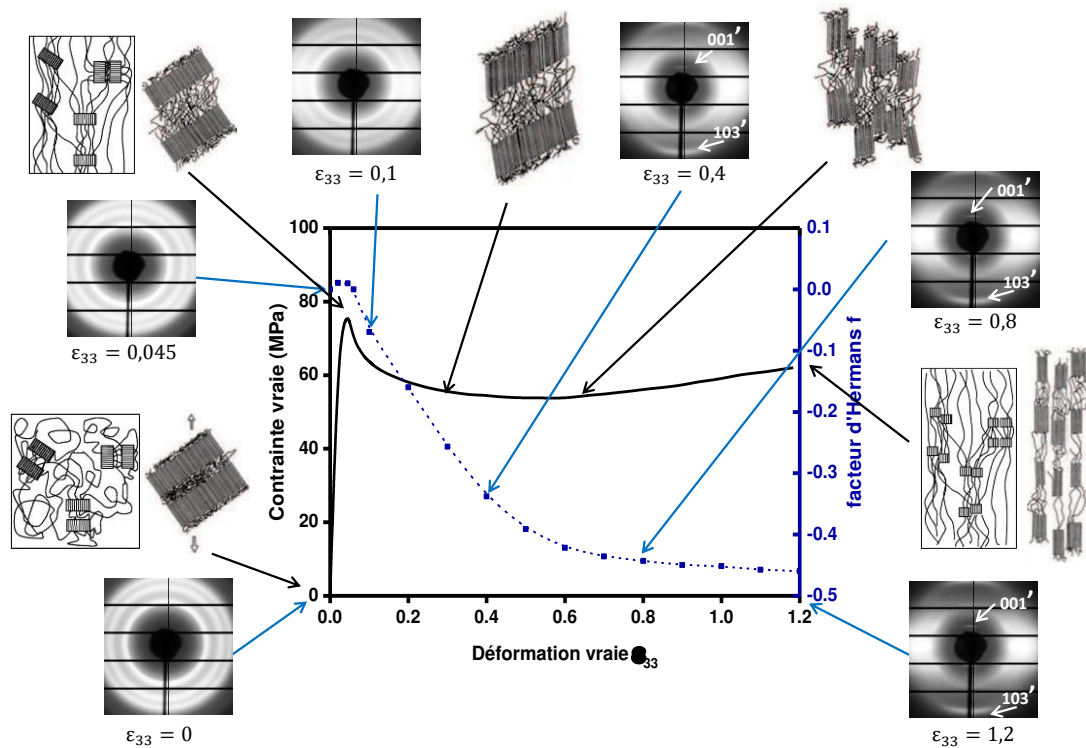 001'
103'
ε33 = 0,1
ε33 = 0,4
001'
103'
ε33 = 0,8
ε33 = 0,045
100
80
60
40
20
0
Contrainte vraie (MPa)
0.1
0.0
-0.1
-0.2
-0.3
-0.4
-0.5
facteur d'Hermans f
0.0 0.2 0.4 0.6 0.8 1.0 1.2
Déformation vraie 33
001'
103'
ε33 = 0
ε33 = 1,2